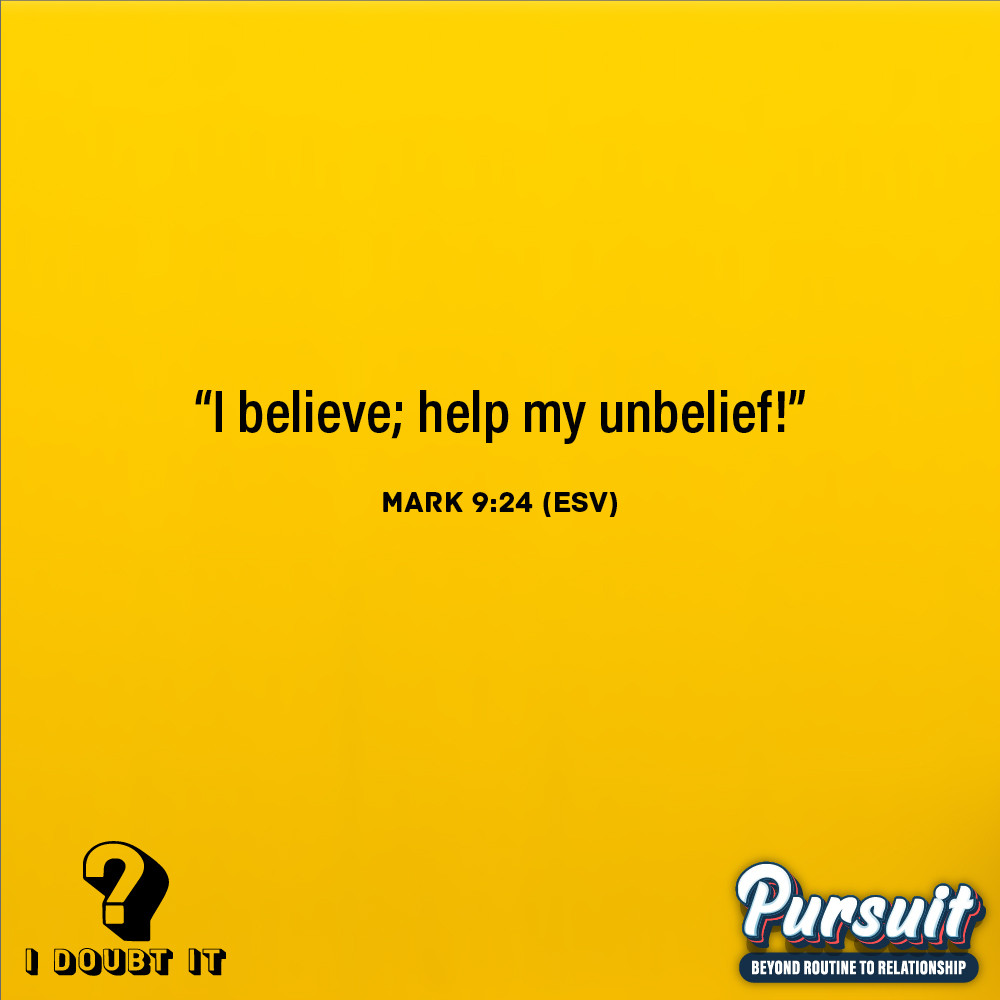 “I believe; help my unbelief!”
MARK 9:24 (ESV)
?
I DOUBT IT
Pursuit
BEYOND ROUTINE TO RELATIONSHIP